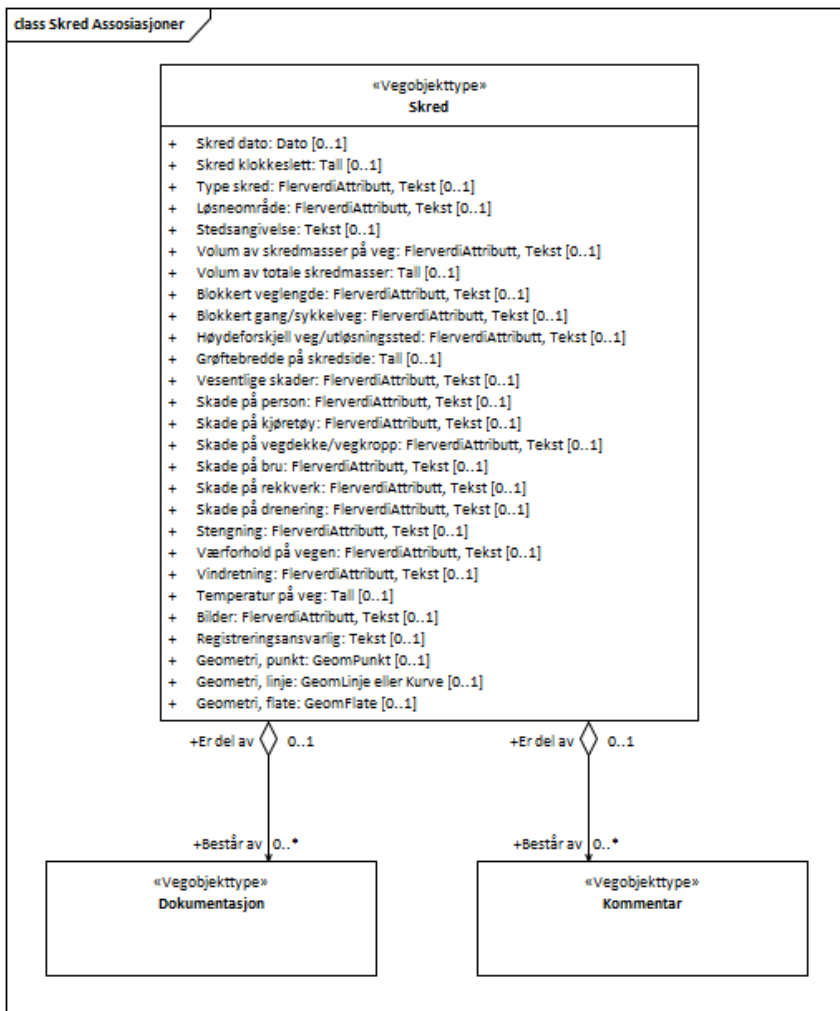 class Skred Assosiasjoner
«Vegobjekttype»
Skred
+ Skred dato: Dato [0..1]
+ Skred klokkeslett: Tall [0..1]
+ Type skred: FlerverdiAttributt, Tekst [0..1]
+ Løsneområde: FlerverdiAttributt, Tekst [0..1]
+ Stedsangivelse: Tekst [0..1]
+ Volum av skredmasser på veg: FlerverdiAttributt, Tekst [0..1]
+ Volum av totale skredmasser: Tall [0..1]
+ Blokkert veglengde: FlerverdiAttributt, Tekst [0..1]
+ Blokkert gang/sykkelveg: FlerverdiAttributt, Tekst [0..1]
+ Høydeforskjell veg/utløsningssted: FlerverdiAttributt, Tekst [0..1]
+ Grøftebredde på skredside: Tall [0..1]
+ Vesentlige skader: FlerverdiAttributt, Tekst [0..1]
+ Skade på person: FlerverdiAttributt, Tekst [0..1]
+ Skade på kjøretøy: FlerverdiAttributt, Tekst [0..1]
+ Skade på vegdekke/vegkropp: FlerverdiAttributt, Tekst [0..1]
+ Skade på bru: FlerverdiAttributt, Tekst [0..1]
+ Skade på rekkverk: FlerverdiAttributt, Tekst [0..1]
+ Skade på drenering: FlerverdiAttributt, Tekst [0..1]
+ Stengning: FlerverdiAttributt, Tekst [0..1]
+ Værforhold på vegen: FlerverdiAttributt, Tekst [0..1]
+ Vindretning: FlerverdiAttributt, Tekst [0..1]
+ Temperatur på veg: Tall [0..1]
+ Bilder: FlerverdiAttributt, Tekst [0..1]
+ Registreringsansvarlig: Tekst [0..1]
+ Geometri, punkt: GeomPunkt [0..1]
+ Geometri, linje: GeomLinje eller Kurve [0..1]
+ Geometri, flate: GeomFlate [0..1]
+Er del av 0..1 +Er del av 0..1
+Består av 0..* +Består av 0..*
«Vegobjekttype» «Vegobjekttype»
Dokumentasjon Kommentar